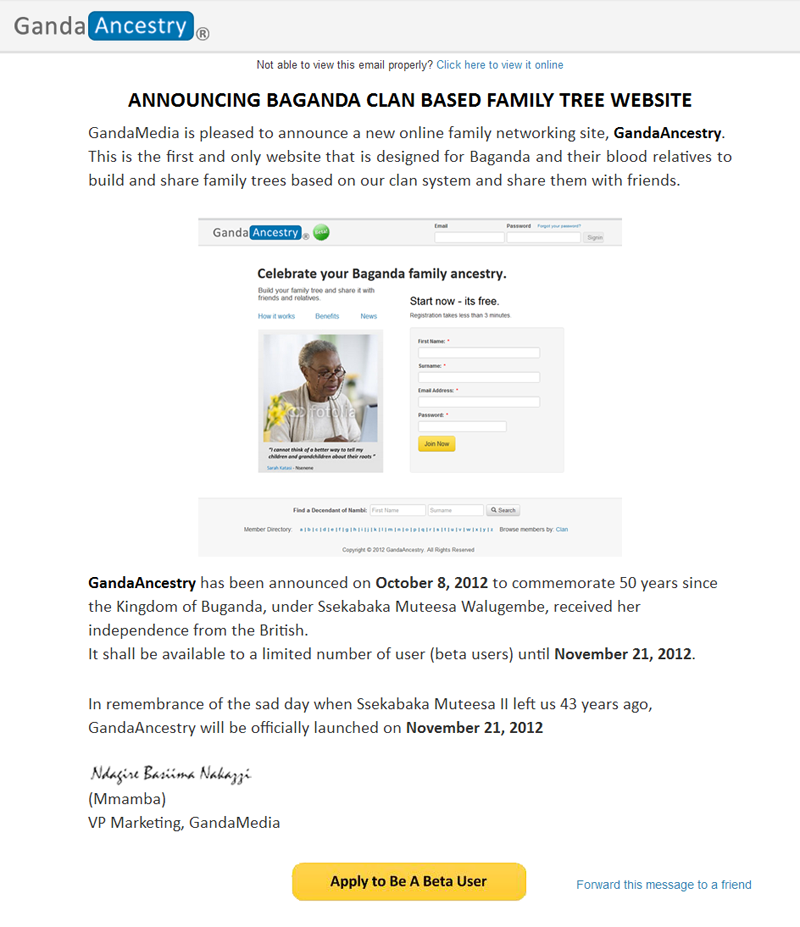 GandaAncestry®
Not able to view this email properly? Click here to view it online
ANNOUNCING BAGANDA CLAN BASED FAMILY TREE WEBSITE
GandaMedia is pleased to announce a new online family networking site, GandaAncestry.
This is the first and only website that is designed for Baganda and their blood relatives to
build and share family trees based on our clan system and share them with friends.
GandaAncestry®
Email
Password Forgot your password?
Signin
Celebrate your Baganda family ancestry.
Build your family tree and share it with
friends and relatives.
How it works Benefits News
Start now - its free.
Registration takes less than 3 minutes.
First Name: *
Surname: *
Email Address: *
Password: *
Join Now
fotolia
"I cannot think of a better way to tell my
children and grandchildren about their roots"
Sarah Katasi - Nvenene
Find a Decendant of Nambi: First Name Surname Search
Member Directory: a | b | c | d | e | f | g | h | i | j | k | l | m | n | o | p | q | r | s | t | u | v | w | x | y | z Browse members by: Clan
Copyright © 2012 GandaAncestry. All Rights Reserved
GandaAncestry has been announced on October 8, 2012 to commemorate 50 years since
the Kingdom of Buganda, under Ssekabaka Muteesa Walugembe, received her
independence from the British.
It shall be available to a limited number of user (beta users) until November 21, 2012.
In remembrance of the sad day when Ssekabaka Muteesa II left us 43 years ago,
GandaAncestry will be officially launched on November 21, 2012
Ndagire Basiima Nakazzi
(Mmamba)
VP Marketing, GandaMedia
Apply to Be A Beta User
Forward this message to a friend